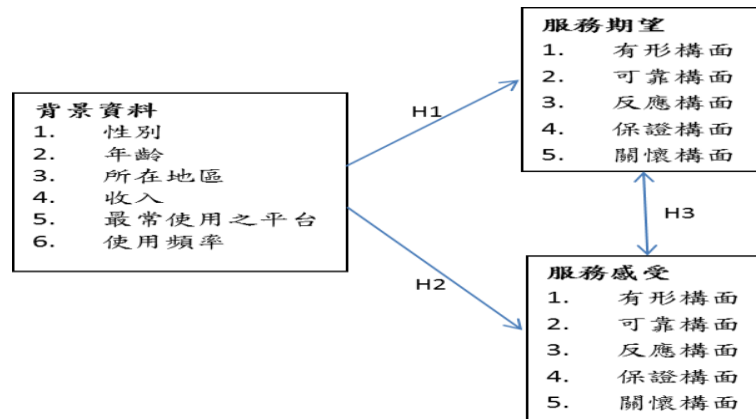 背景資料
1. 性別
2. 年齡
3. 所在地區
4. 收入
5. 最常使用之平台
6. 使用頻率
H1
H2
服務期望
1. 有形構面
2. 可靠構面
3. 反應構面
4. 保證構面
5. 關懷構面
H3
服務感受
1. 有形構面
2. 可靠構面
3. 反應構面
4. 保證構面
5. 關懷構面